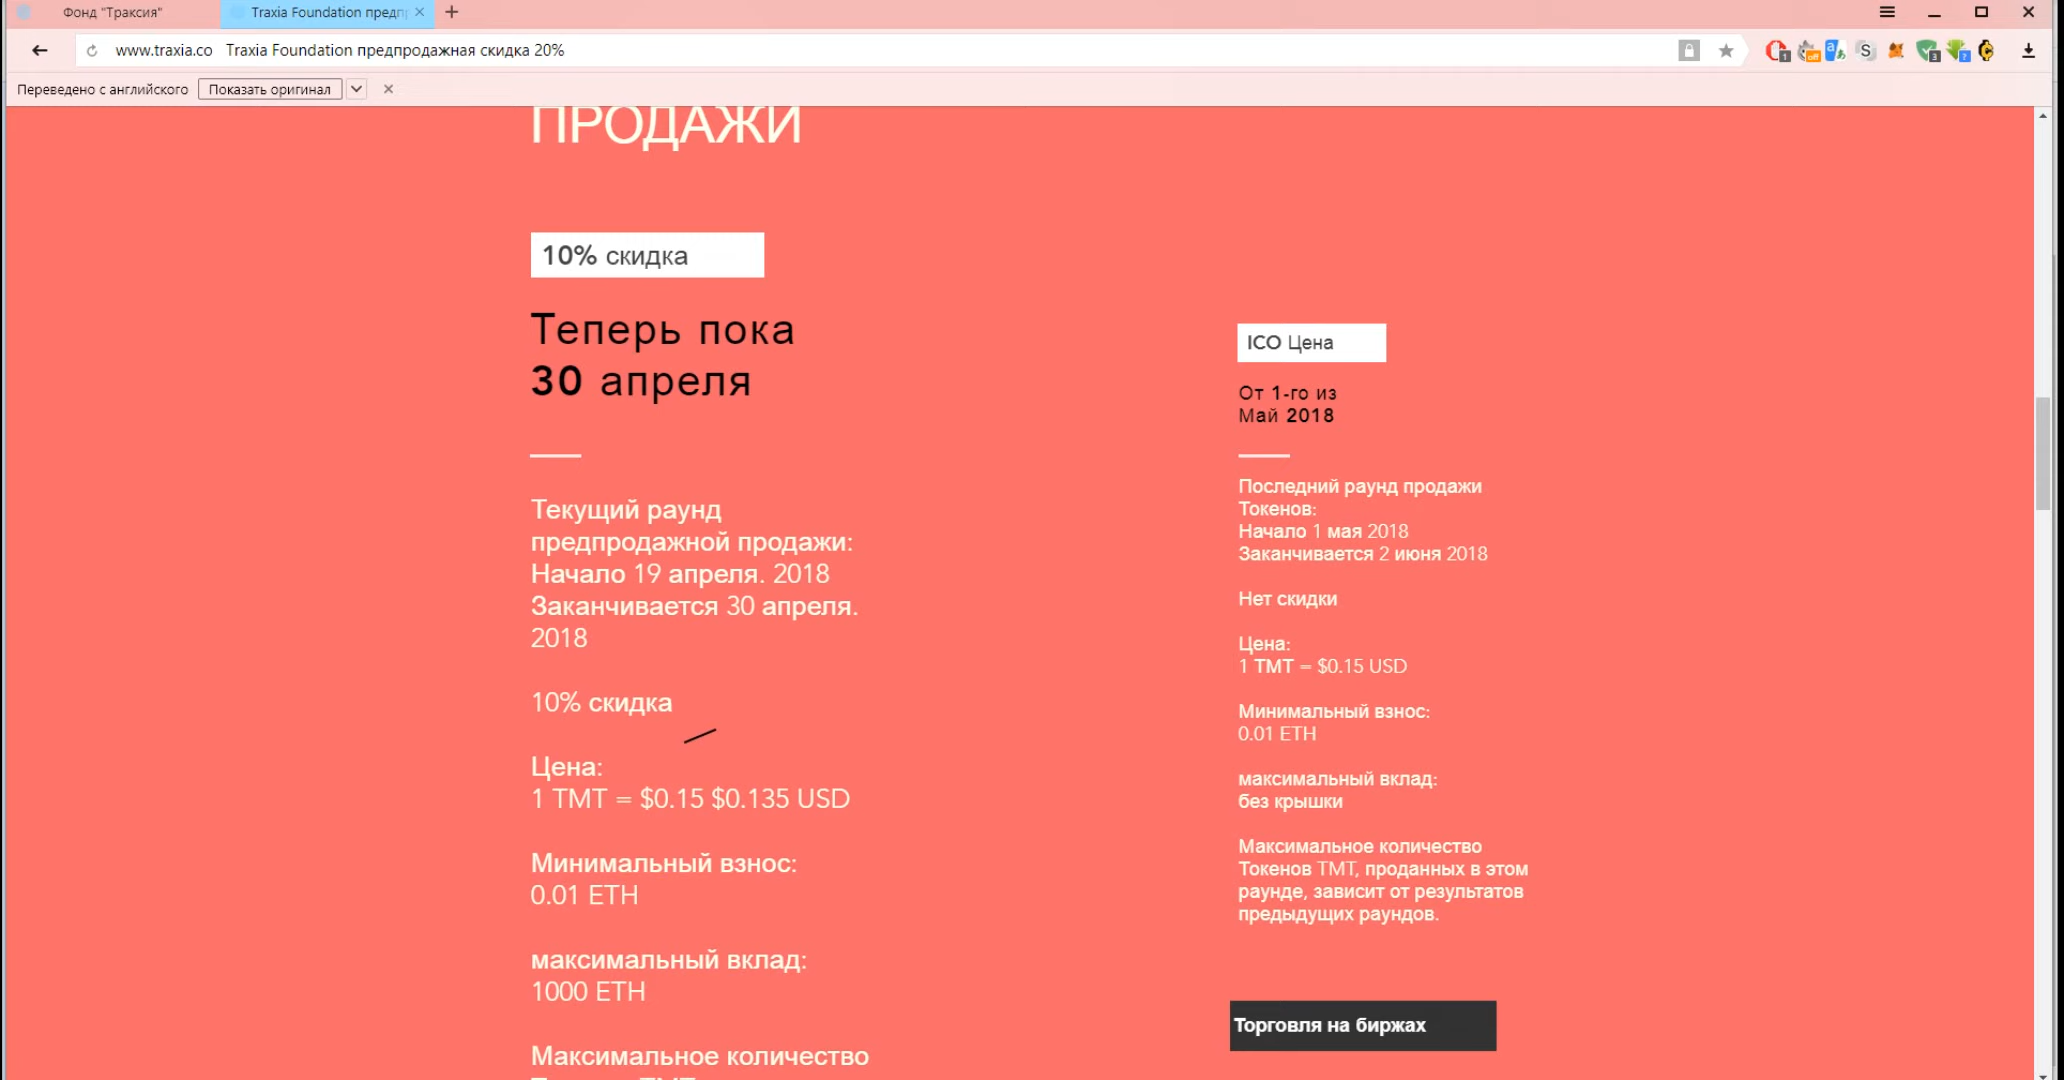 Фонд "Траксия"
Traxia Foundation предп
www.traxia.co Traxia Foundation предпродажная скидка 20%
Переведено с английского Показать оригинал
ПРОДАЖИ
10% скидка
Теперь пока
30 апреля
Текущий раунд
предпродажной продажи:
Начало 19 апреля. 2018
Заканчивается 30 апреля.
2018
10% скидка
Цена:
1 TMT = $0.15 $0.135 USD
Минимальный взнос:
0.01 ETH
максимальный вклад:
1000 ETH
Максимальное количество
ICO Цена
От 1-го из
Май 2018
Последний раунд продажи
Токенов:
Начало 1 мая 2018
Заканчивается 2 июня 2018
Нет скидки
Цена:
1 TMT = $0.15 USD
Минимальный взнос:
0.01 ETH
максимальный вклад:
без крышки
Максимальное количество
Токенов TMT, проданных в этом
раунде, зависит от результатов
предыдущих раундов.
Торговля на биржах